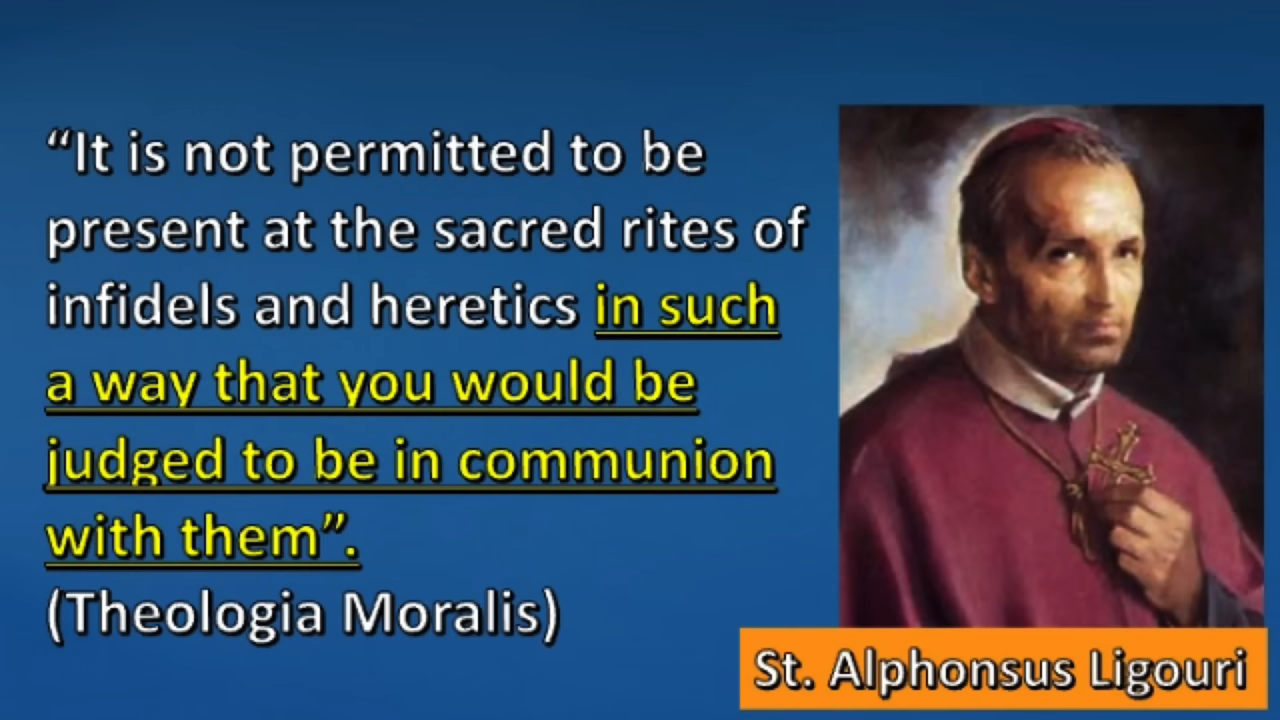 “It is not permitted to be
present at the sacred rites of
infidels and heretics in such
a way that you would be
judged to be in communion
with them”.
(Theologia Moralis)
St. Alphonsus Ligouri